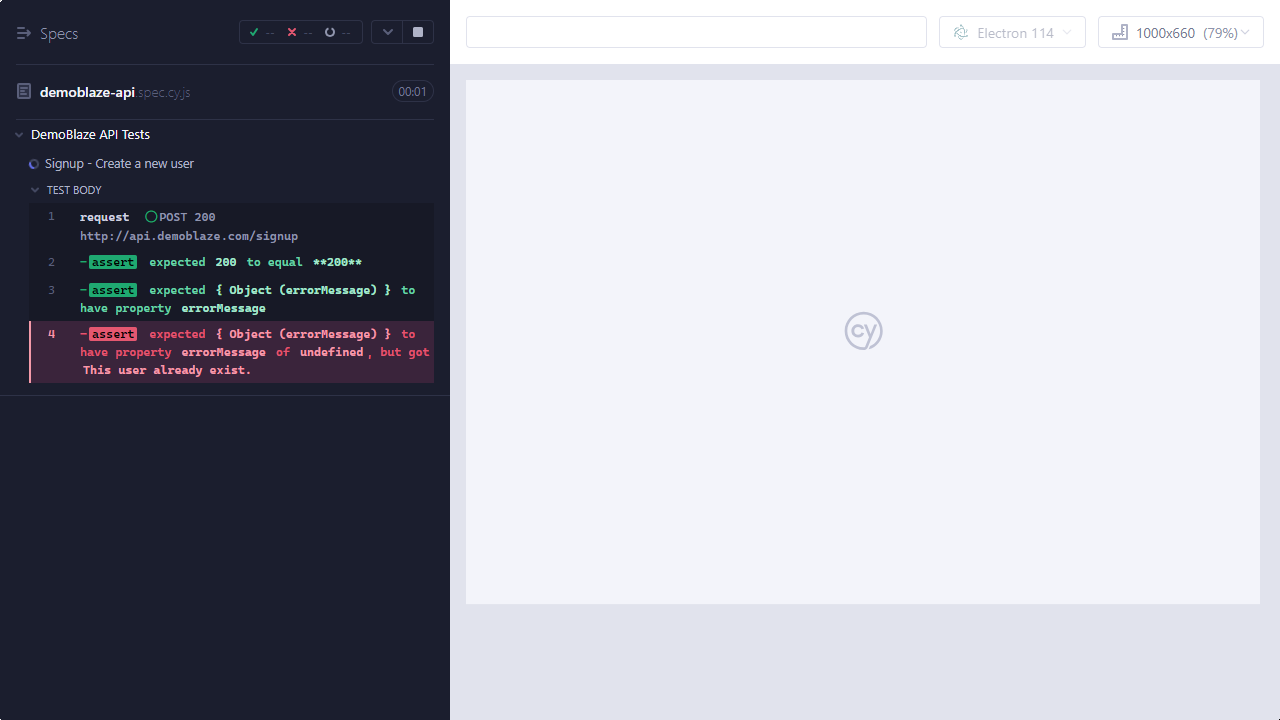 Specs
-- -- --
Electron 114
1000x660 (79%)
demoblaze-api.spec.cy.js
00:01
DemoBlaze API Tests
Signup - Create a new user
TEST BODY
1 request POST 200
http://api.demoblaze.com/signup
2 -assert expected 200 to equal **200**
3 -assert expected { Object (errorMessage) } to
have property errorMessage
4 -assert expected { Object (errorMessage) } to
have property errorMessage of undefined, but got
This user already exist.
cy